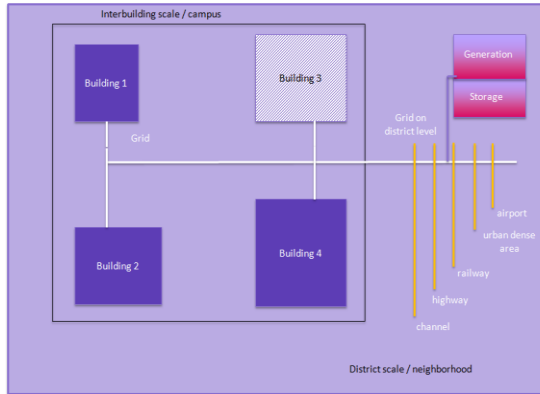 Interbuilding scale / campus
Building 1
Building 3
Generation
Storage
Grid
Grid on
district level
airport
urban dense
area
Building 2
Building 4
railway
highway
channel
District scale / neighborhood